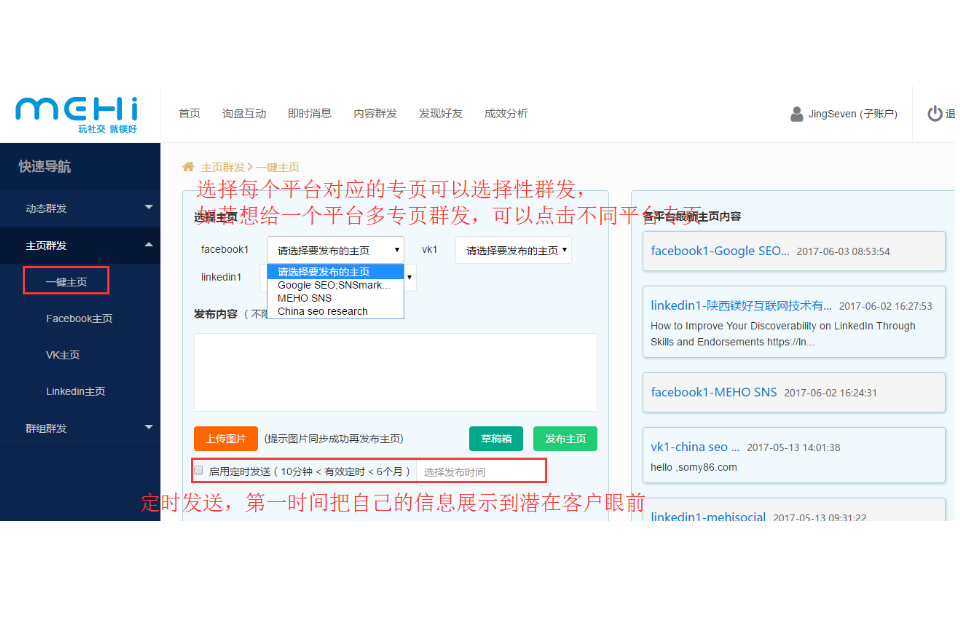 MEHi
玩社交 就镁好
首页 询盘互动 即时消息 内容群发 发现好友 成效分析
JingSeven (子账户)
退
快速导航
动态群发
主页群发
一键主页
Facebook主页
VK主页
Linkedin主页
群组群发
主页群发 > 一键主页
选择每个平台对应的专页可以选择性群发，
如若想给一个平台多专页群发，可以点击不同平台专页
选择主页
facebook1 请选择要发布的主页 vk1 请选择要发布的主页
请选择要发布的主页
Google SEO;SNSmark...
MEHO SNS
China seo research
linkedin1
发布内容（不限
上传图片 (提示图片同步成功再发布主页) 草稿箱 发布主页
启用定时发送 ( 10分钟 < 有效定时 < 6个月 ) 选择发布时间
定时发送，第一时间把自己的信息展示到潜在客户眼前
各平台最新主页内容
facebook1-Google SEO... 2017-06-03 08:53:54
linkedin1-陕西镁好互联网技术有... 2017-06-02 16:27:53
How to Improve Your Discoverability on LinkedIn Through
Skills and Endorsements https://ln...
facebook1-MEHO SNS 2017-06-02 16:24:31
vk1-china seo ... 2017-05-13 14:01:38
hello ,somy86.com
linkedin1-mehisocial 2017-05-13 09:31:22